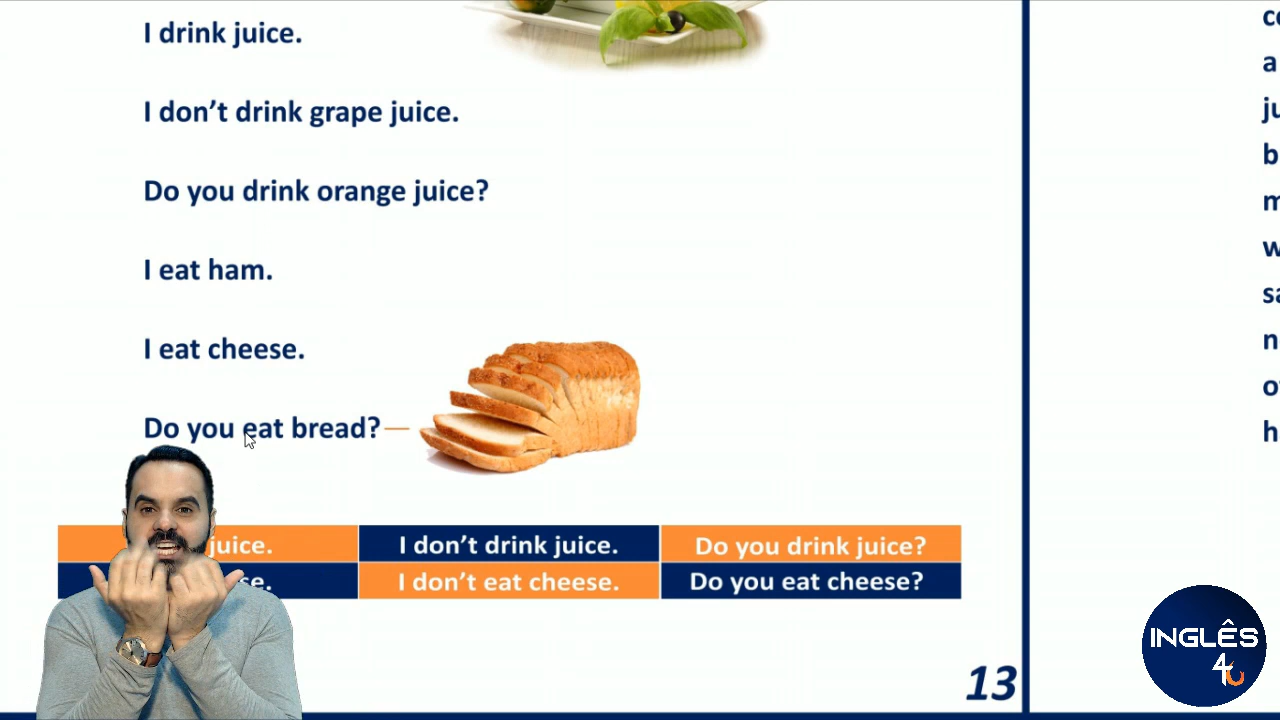 I drink juice.
I don't drink grape juice.
Do you drink orange juice?
I eat ham.
I eat cheese.
Do you eat bread?
juice. I don't drink juice. Do you drink juice?
I don't eat cheese. Do you eat cheese?
13
INGLÊS
4U